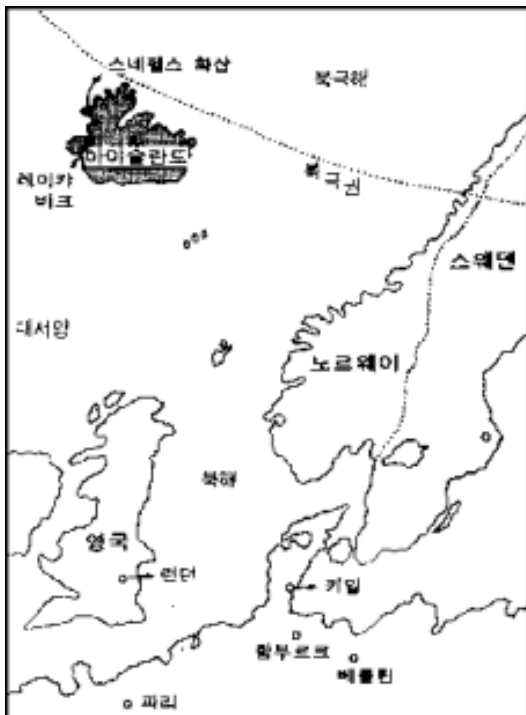 스네펠스 화산
북극해
아이슬란드
레이캬
비크
북극권
스웨덴
대서양
노르웨이
북해
영국
런던
키일
함부르크
베를린
파리